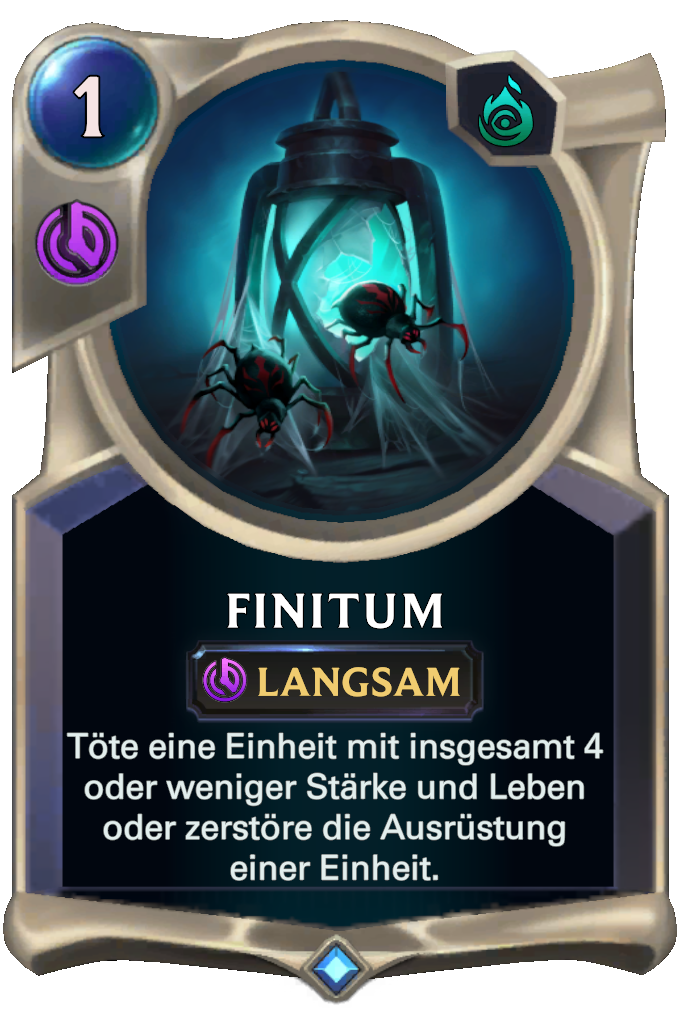 1
FINITUM
LANGSAM
Töte eine Einheit mit insgesamt 4
oder weniger Stärke und Leben
oder zerstöre die Ausrüstung
einer Einheit.